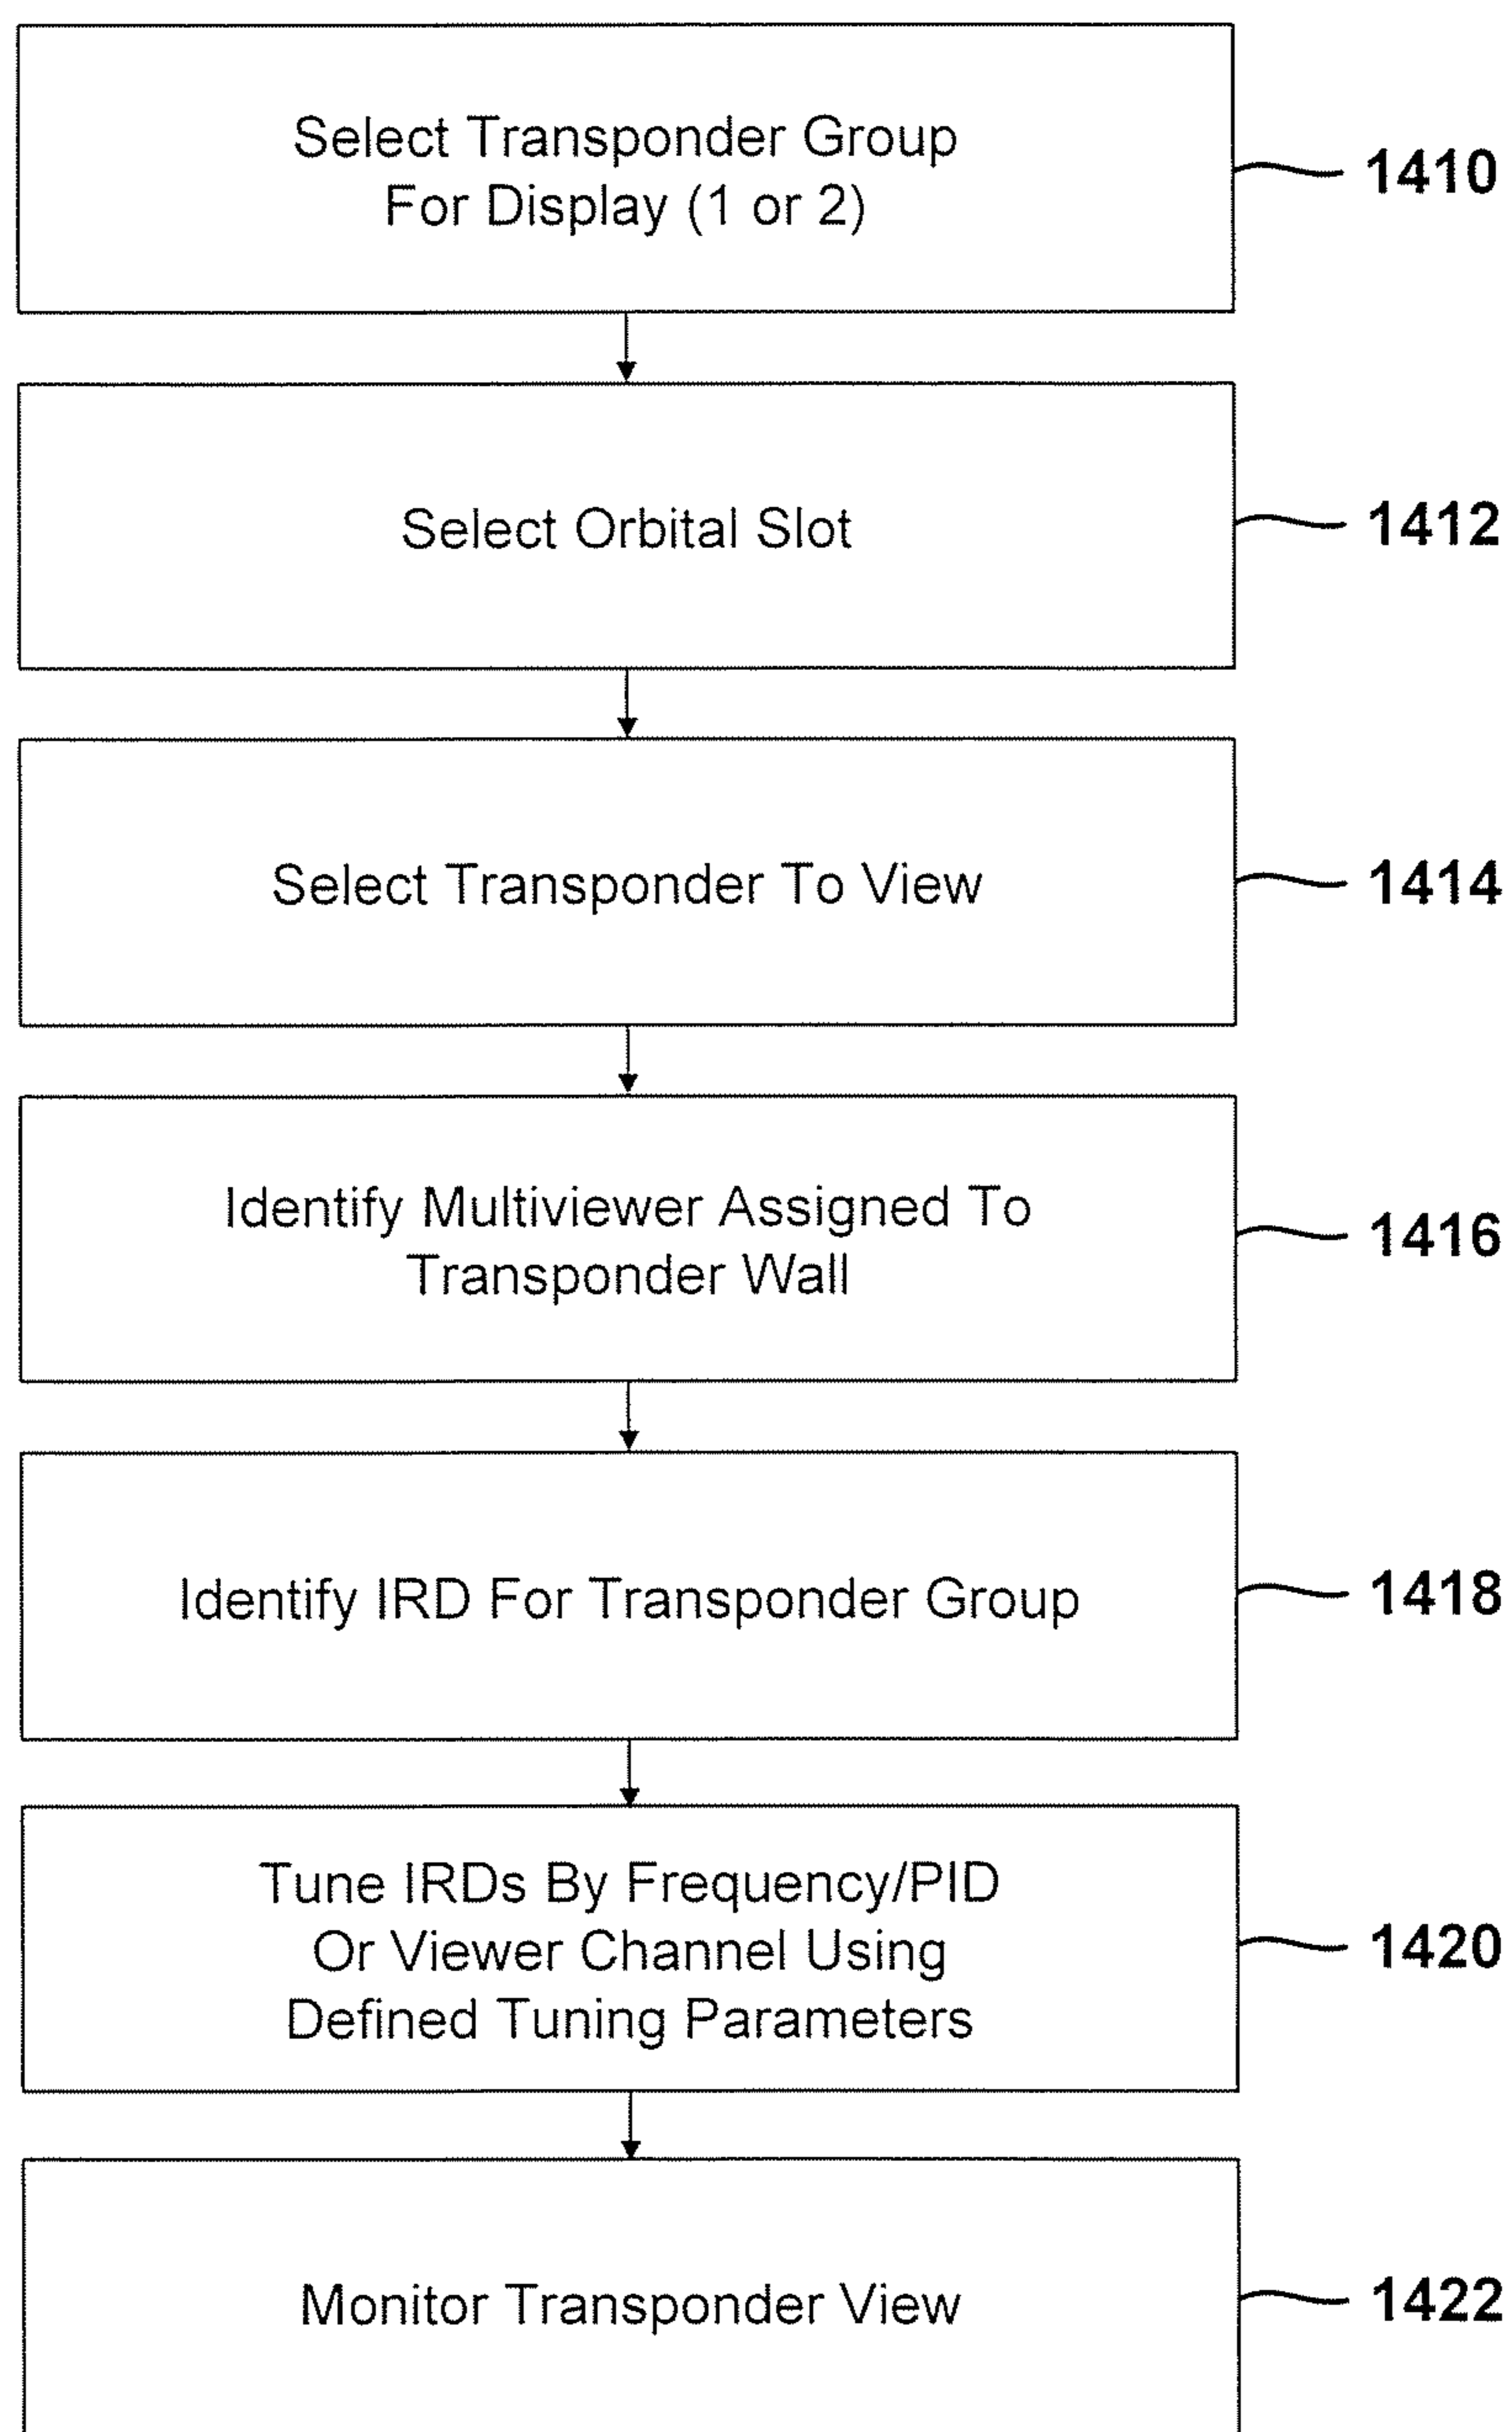 Select Transponder Group
For Display (1 or 2)
1410
Select Orbital Slot
1412
Select Transponder To View
1414
Identify Multiviewer Assigned To
Transponder Wall
1416
Identify IRD For Transponder Group
1418
Tune IRDs By Frequency/PID
Or Viewer Channel Using
Defined Tuning Parameters
1420
Monitor Transponder View
1422